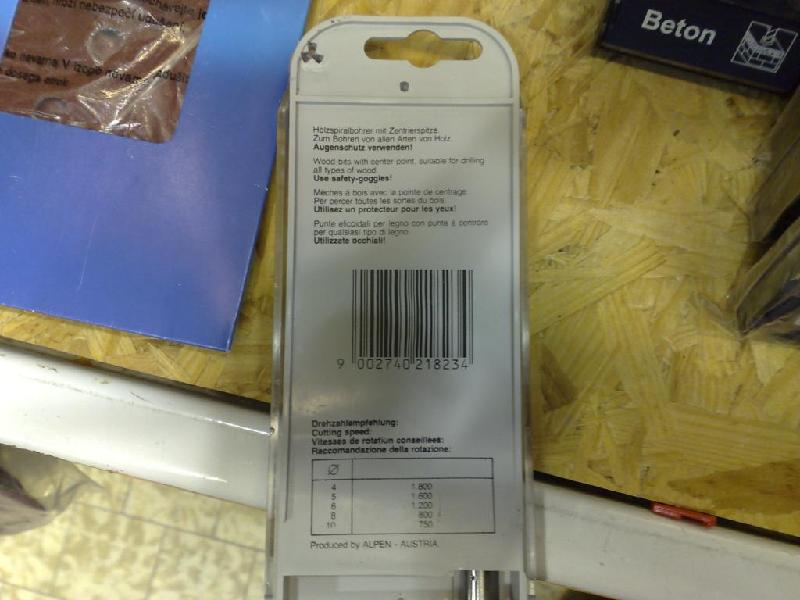 Beton
Holzspiralbohrer mit Zentrierspitze.
Zum Bohren von allen Arten von Holz.
Augenschutz verwenden!
Wood bits with center point, suitable for drilling
all types of wood.
Use safety-goggles!
Mèches à bois avec la pointe de centrage.
Per percer toutes les sortes du bois.
Utilisez un protecteur pour les yeux!
Punte elicoidali per legno con punta à centrore
per qualsiasi tipo di legno.
Utilizzate occhiali!
9 002740 218234
Drehzahlempfehlung:
Cutting speed:
Vitesses de rotation conseillées:
Raccomandazione della rotazione:
Ø
4 1.800
5 1.600
6 1.200
8 800
10 750
Produced by ALPEN - AUSTRIA